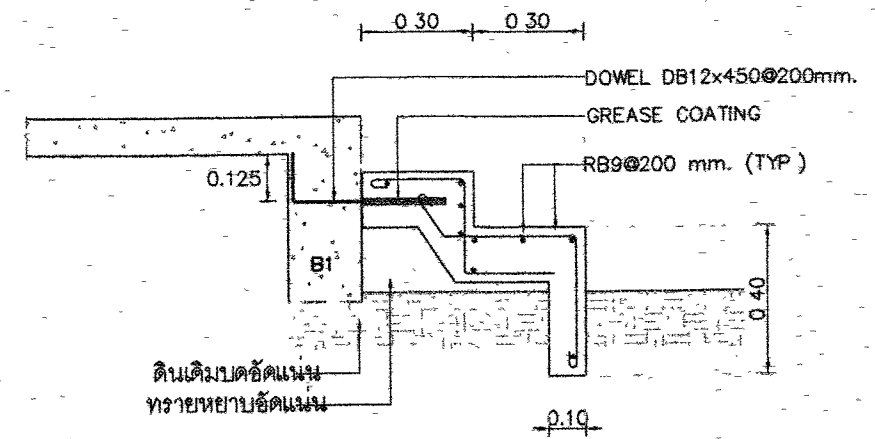 0.30 0.30
DOWEL DB12x450@200mm.
GREASE COATING
RB9@200 mm. (TYP )
0.125
B1
0.40
ดินเดิมบดอัดแน่น
ทรายหยาบอัดแน่น
0.10